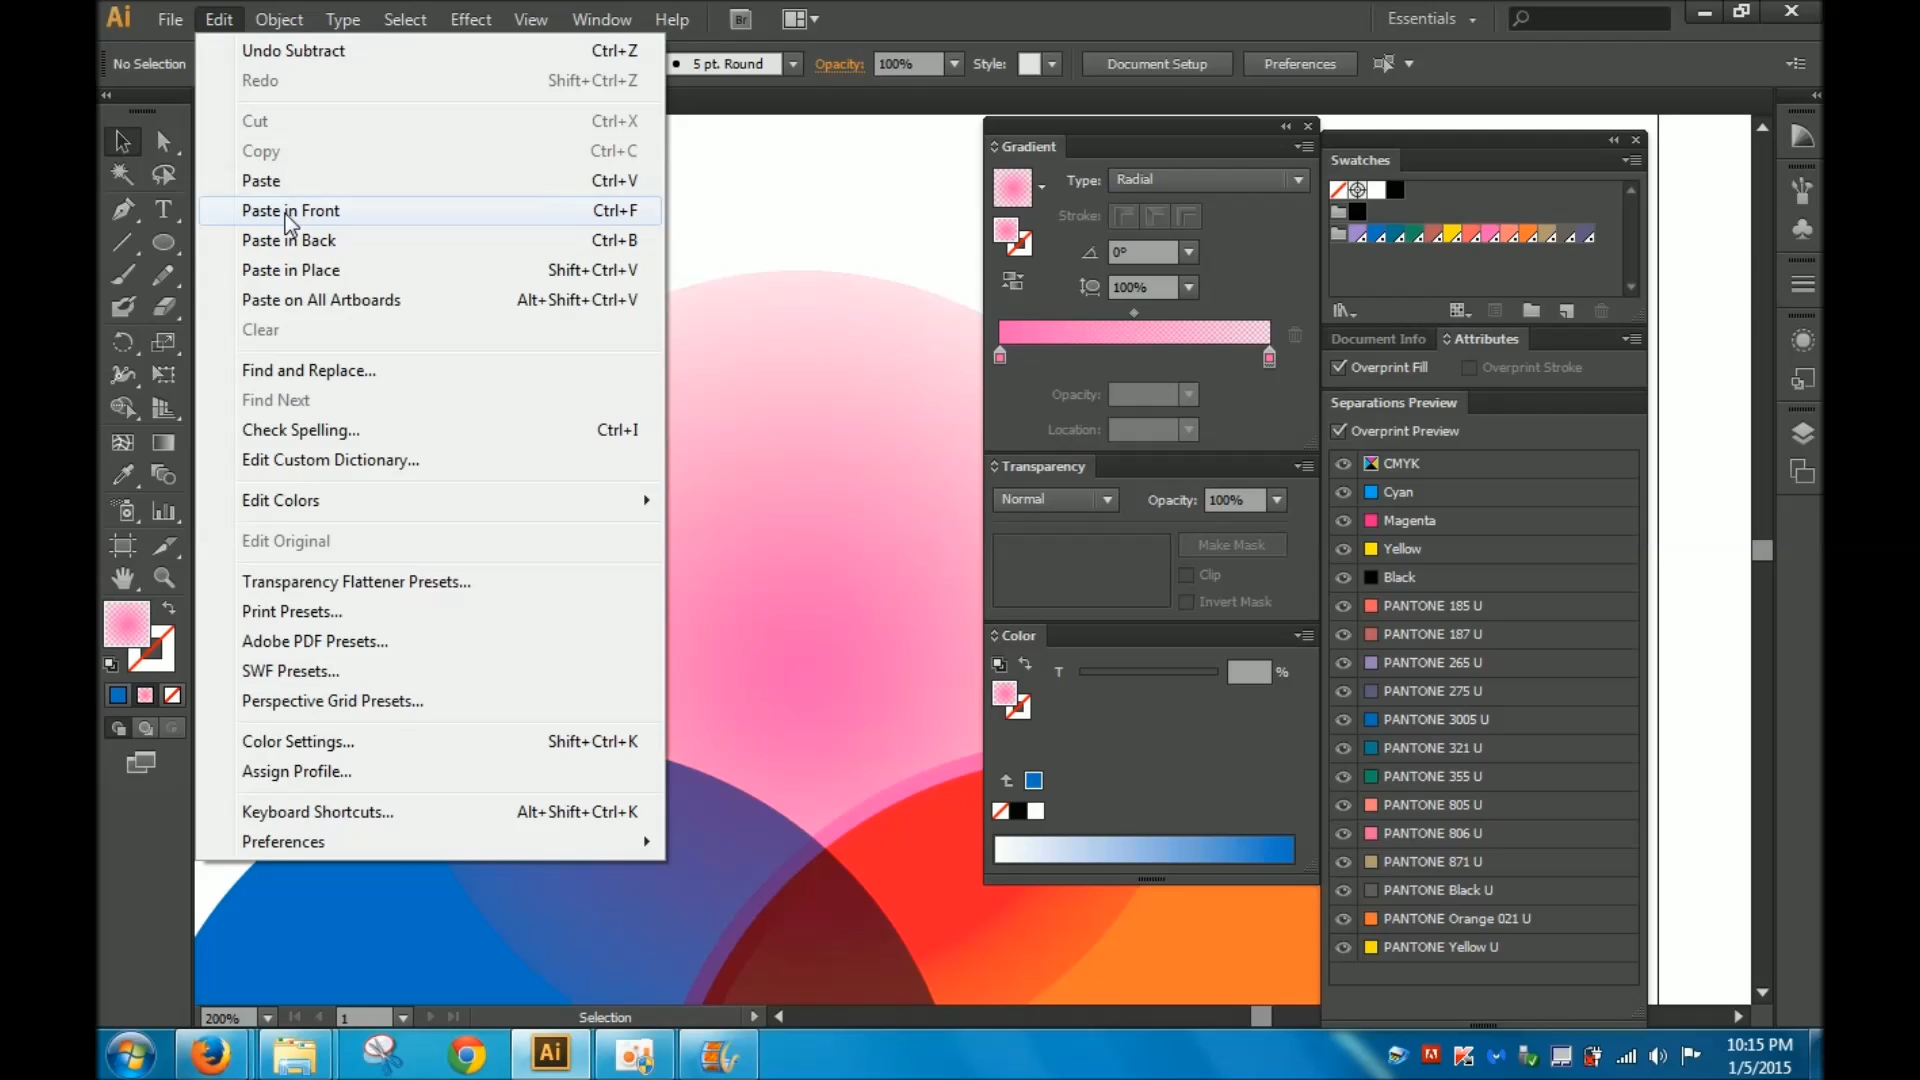 Ai File Edit Object Type Select Effect View Window Help Br Essentials
No Selection 5 pt. Round Opacity: 100% Style: Document Setup Preferences
Undo Subtract Ctrl+Z
Redo Shift+Ctrl+Z
Cut Ctrl+X
Copy Ctrl+C
Paste Ctrl+V
Paste in Front Ctrl+F
Paste in Back Ctrl+B
Paste in Place Shift+Ctrl+V
Paste on All Artboards Alt+Shift+Ctrl+V
Clear
Find and Replace...
Find Next
Check Spelling... Ctrl+I
Edit Custom Dictionary...
Edit Colors
Edit Original
Transparency Flattener Presets...
Print Presets...
Adobe PDF Presets...
SWF Presets...
Perspective Grid Presets...
Color Settings... Shift+Ctrl+K
Assign Profile...
Keyboard Shortcuts... Alt+Shift+Ctrl+K
Preferences
Gradient
Type: Radial
Stroke:
0°
100%
Opacity:
Location:
Transparency
Normal Opacity: 100%
Make Mask
Clip
Invert Mask
Color
T %
Swatches
Document Info Attributes
Overprint Fill Overprint Stroke
Separations Preview
Overprint Preview
CMYK
Cyan
Magenta
Yellow
Black
PANTONE 185 U
PANTONE 187 U
PANTONE 265 U
PANTONE 275 U
PANTONE 3005 U
PANTONE 321 U
PANTONE 355 U
PANTONE 805 U
PANTONE 806 U
PANTONE 871 U
PANTONE Black U
PANTONE Orange 021 U
PANTONE Yellow U
200% 1 Selection
Ai
10:15 PM
1/5/2015